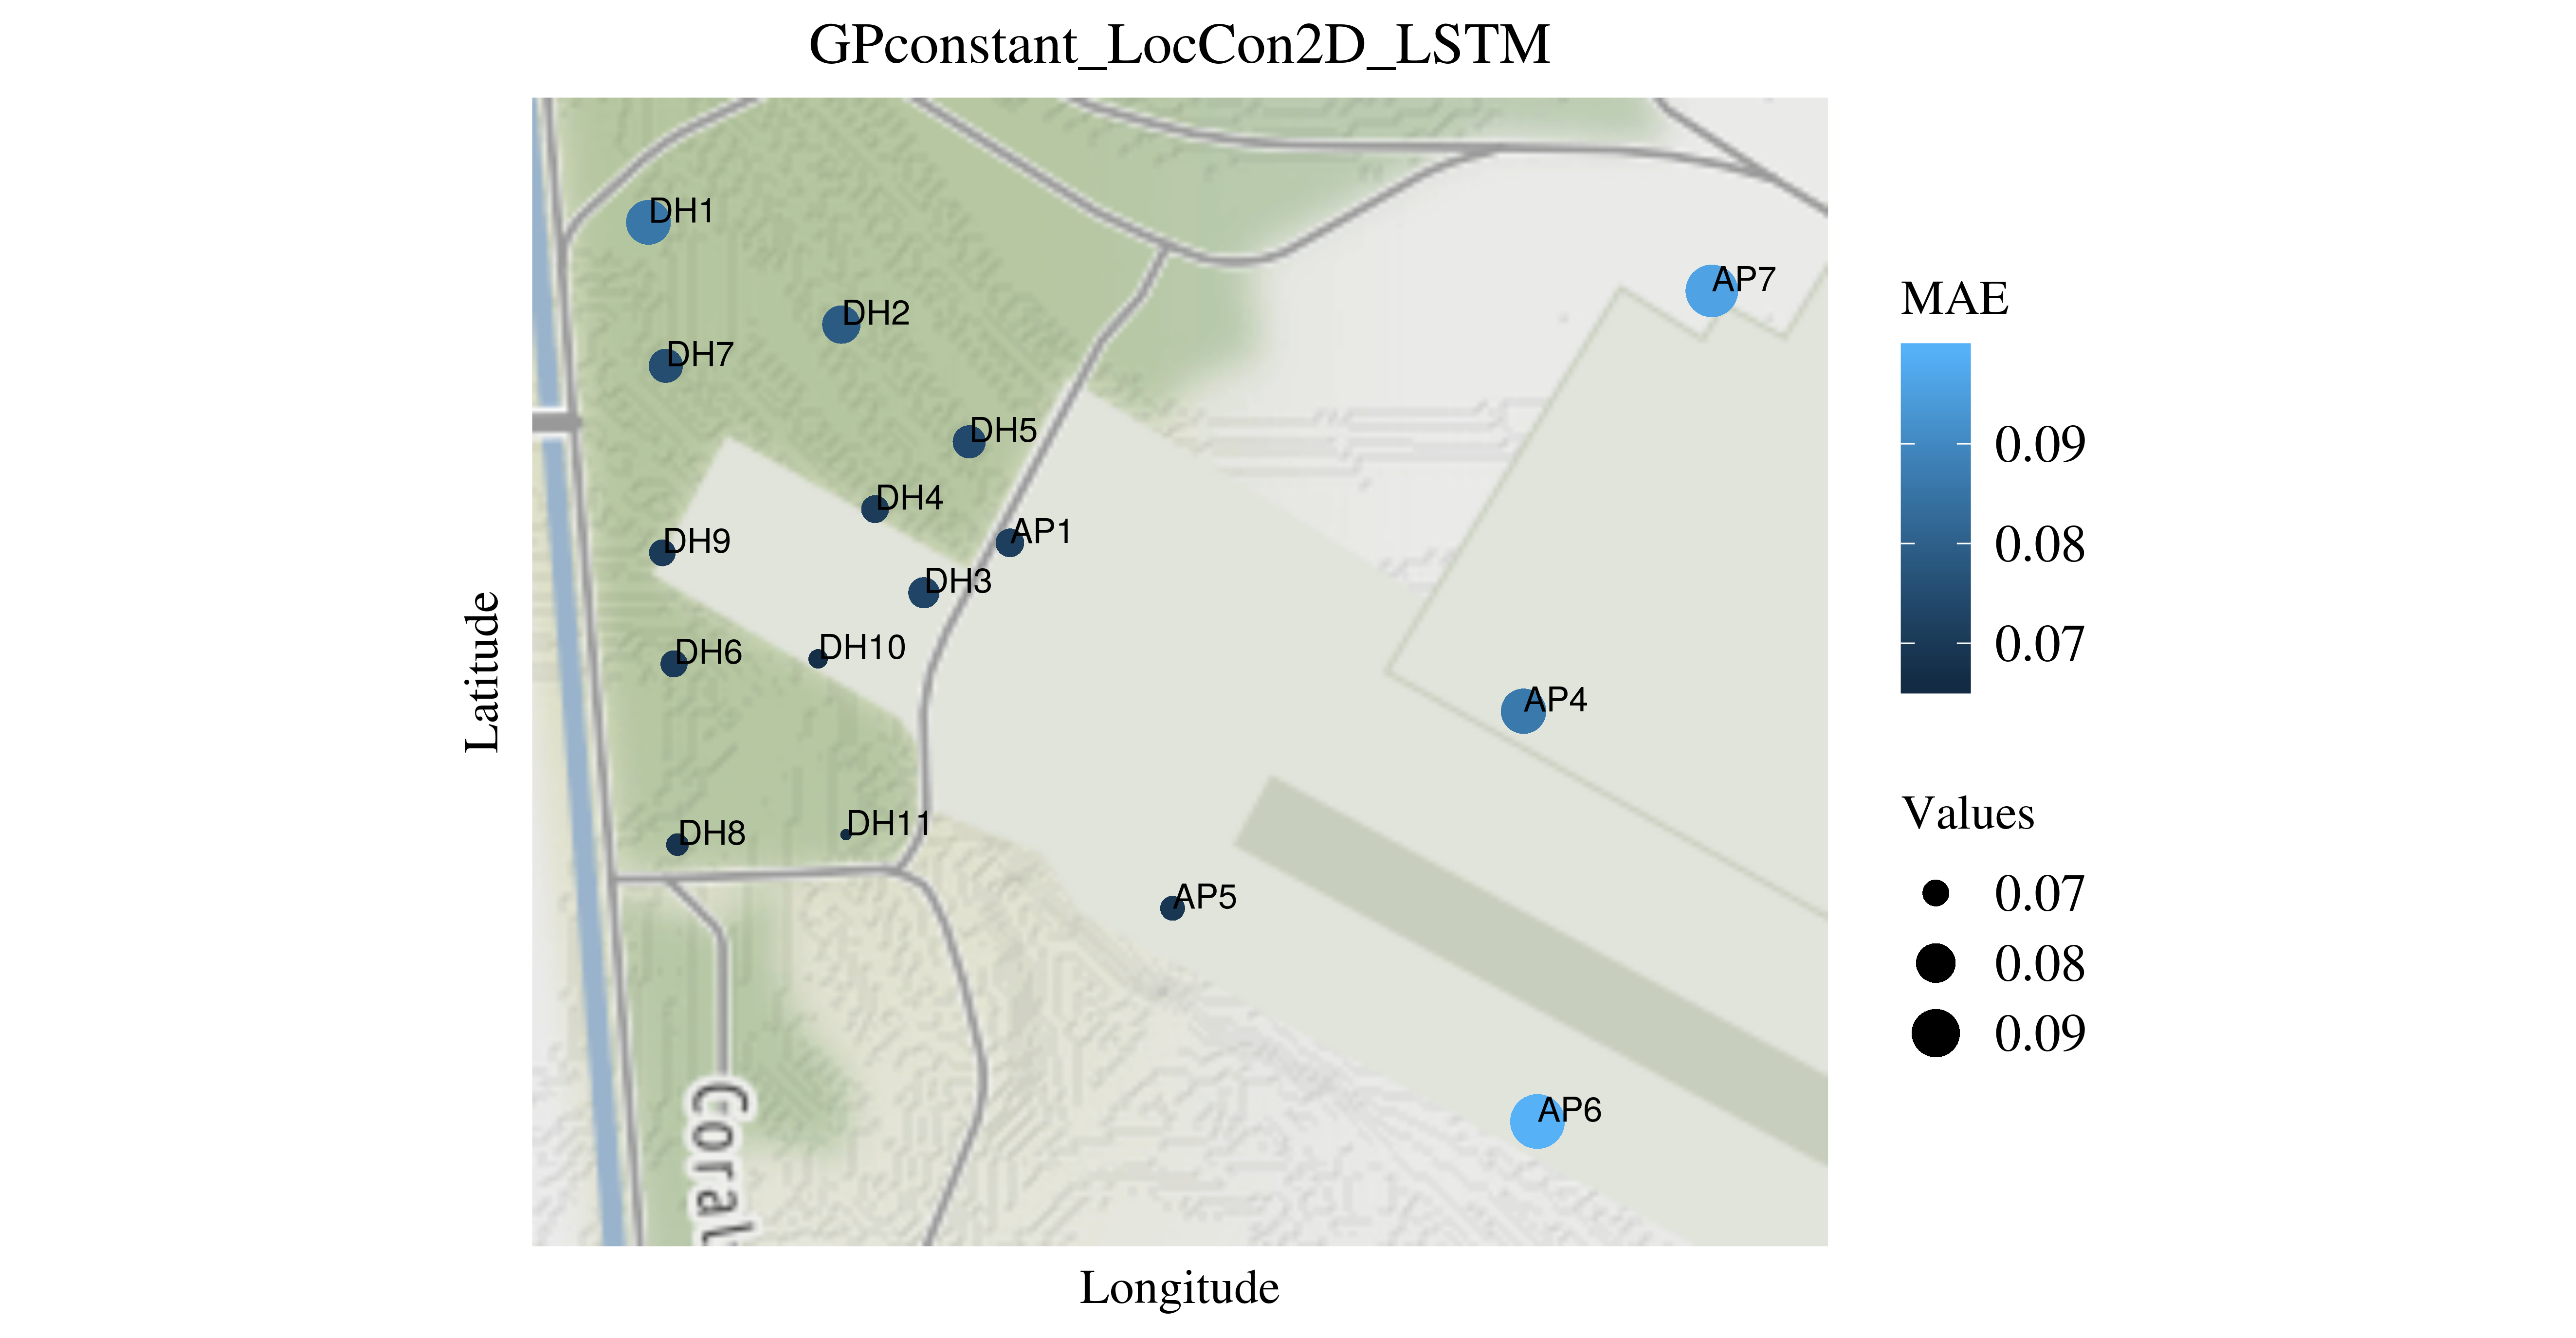 GPconstant_LocCon2D_LSTM
DH1
AP7
DH2
DH7
DH5
DH4
AP1
DH9
DH3
DH10
DH6
AP4
DH11
DH8
AP5
AP6
Coral
Latitude
Longitude
MAE
0.09
0.08
0.07
Values
0.07
0.08
0.09